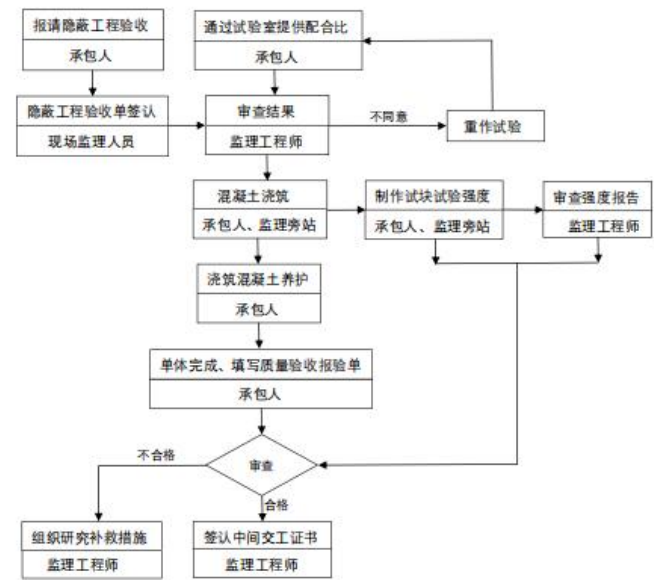 报请隐蔽工程验收
承包人
通过试验室提供配合比
承包人
隐蔽工程验收单签认
现场监理人员
审查结果
监理工程师
不同意
重作试验
混凝土浇筑
承包人、监理旁站
制作试块试验强度
承包人、监理旁站
审查强度报告
监理工程师
浇筑混凝土养护
承包人
单体完成、填写质量验收报验单
承包人
审查
不合格
合格
组织研究补救措施
监理工程师
签认中间交工证书
监理工程师